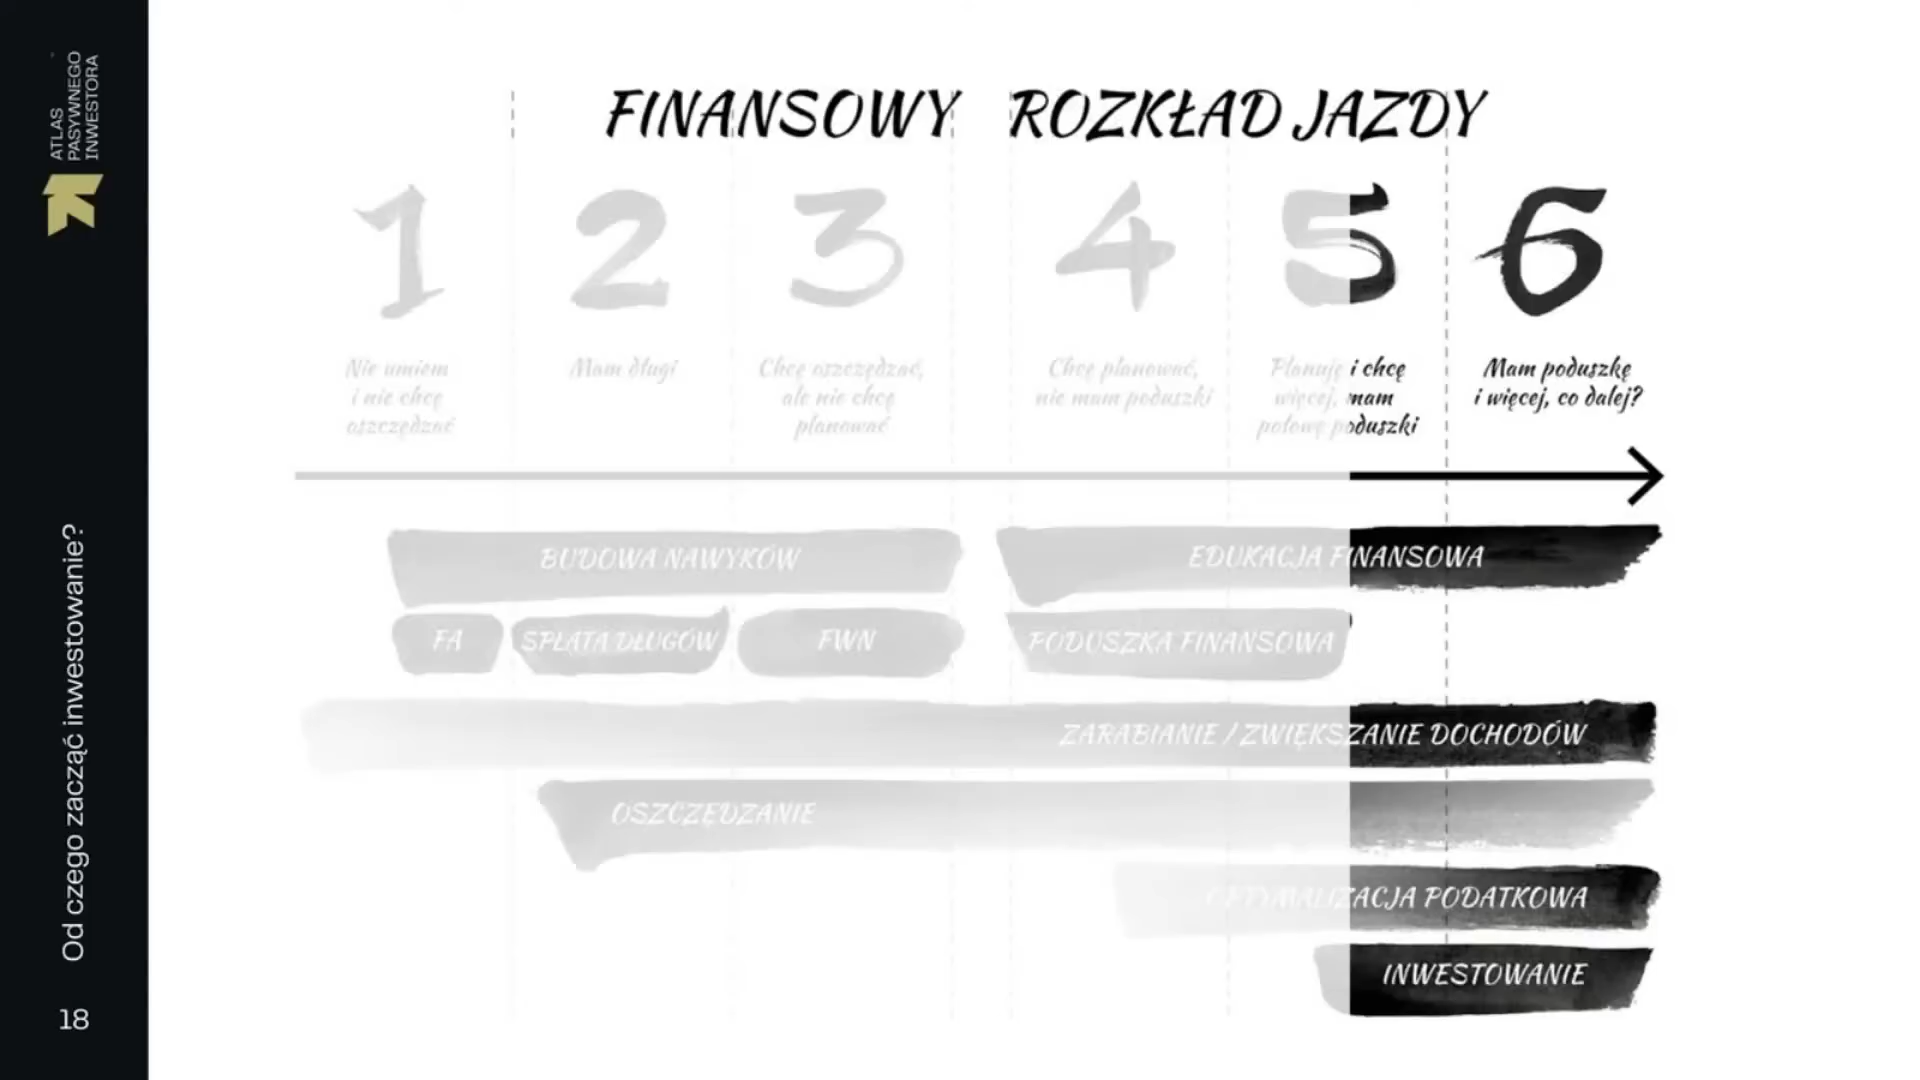 ATLAS
PASYWNEGO
INWESTORA
Od czego zacząć inwestowanie?
18
FINANSOWY ROZKŁAD JAZDY
1
2
3
4
5
6
Nie umiem
i nie chcę
oszczędzać
Mam długi
Chcę oszczędzać,
ale nie chcę
planować
Chcę planować,
nie mam poduszki
Planuję i chcę
więcej, mam
połowę poduszki
Mam poduszkę
i więcej, co dalej?
BUDOWA NAWYKÓW
EDUKACJA FINANSOWA
FA
SPŁATA DŁUGÓW
FWN
PODUSZKA FINANSOWA
ZARABIANIE / ZWIĘKSZANIE DOCHODÓW
OSZCZĘDZANIE
OPTYMALIZACJA PODATKOWA
INWESTOWANIE